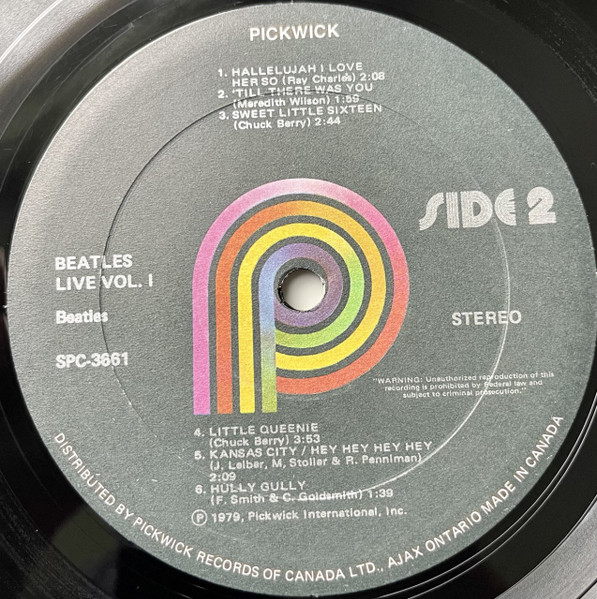 PICKWICK
1. HALLELUJAH I LOVE
HER SO (Ray Charles) 2:08
2. 'TILL THERE WAS YOU
(Meredith Wilson) 1:59
3. SWEET LITTLE SIXTEEN
(Chuck Berry) 2:44
SIDE 2
BEATLES
LIVE VOL. I
Beatles
SPC-3661
STEREO
"WARNING: Unauthorized reproduction of this
recording is prohibited by Federal law and
subject to criminal prosecution."
4. LITTLE QUEENIE
(Chuck Berry) 3:53
5. KANSAS CITY / HEY HEY HEY HEY
(J. Leiber, M. Stoller & R. Penniman)
2:09
6. HULLY GULLY
(F. Smith & C. Goldsmith) 1:39
℗ 1979, Pickwick International, Inc.
DISTRIBUTED BY PICKWICK RECORDS OF CANADA LTD., AJAX ONTARIO MADE IN CANADA